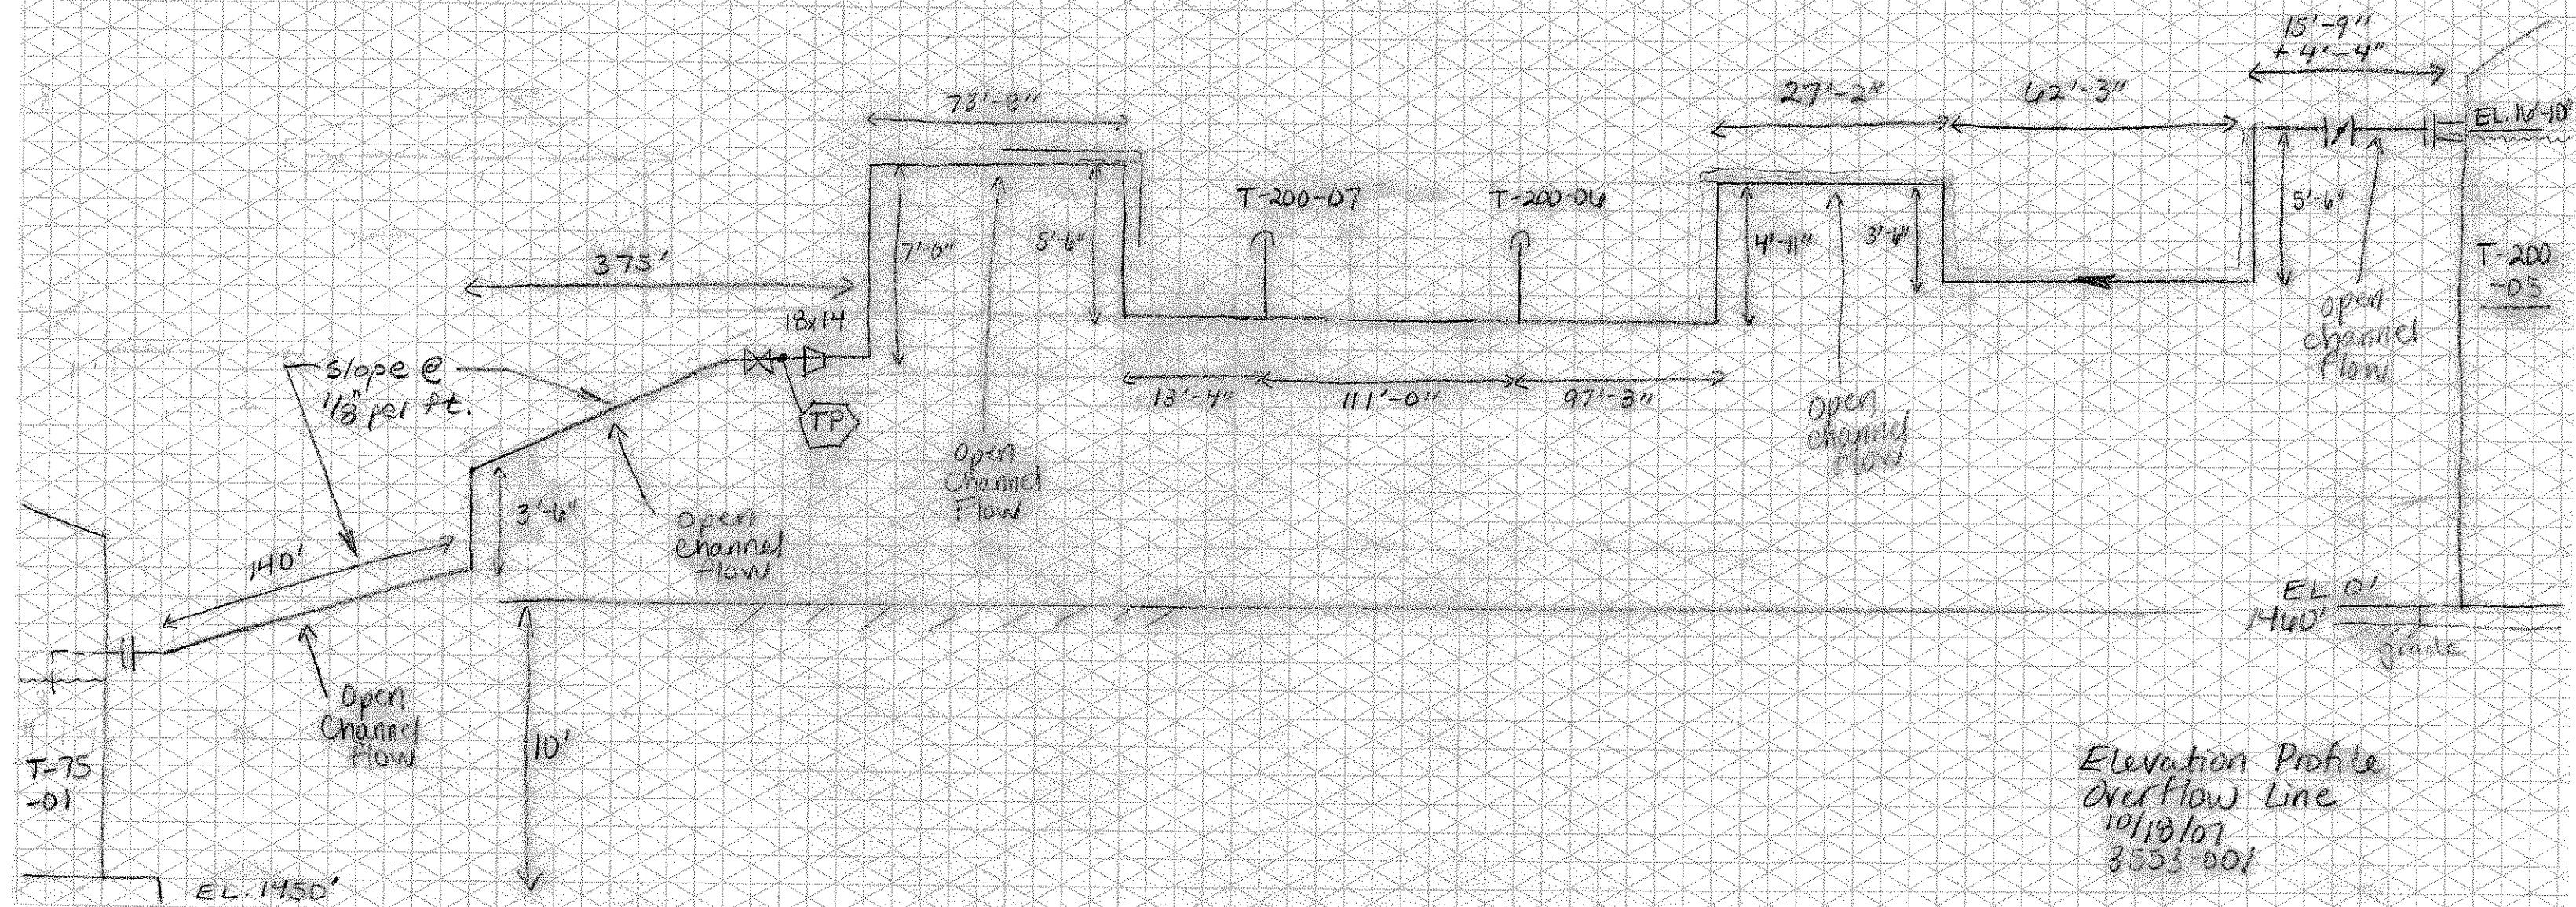 15'-9"
+ 4'-4"
73'-8"
27'-2"
62'-3"
EL. 16'-10"
T-200-07
T-200-06
5'-6"
7'-0"
5'-6"
4'-11"
3'-6"
T-200
-05
375'
18x14
open
channel
flow
slope @
1/8" per ft.
13'-4"
111'-0"
97'-3"
TP
Open
Channel
Flow
Open
channel
flow
3'-6"
Open
Channel
flow
140'
EL 0'
1460'
grade
Open
Channel
flow
10'
T-75
-01
EL. 1450'
Elevation Profile
Overflow Line
10/18/07
3553-001